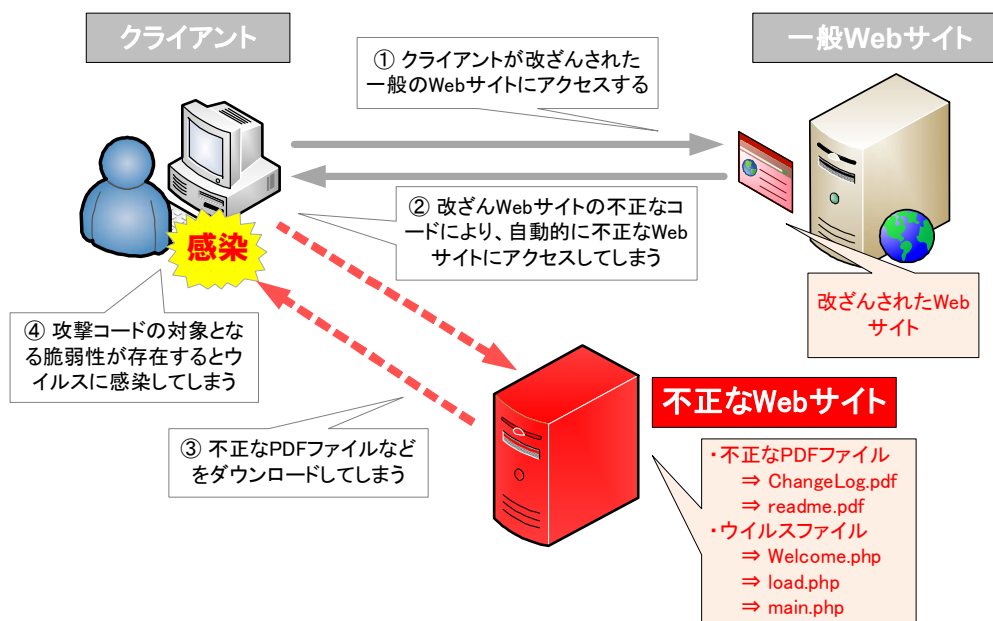 クライアント
一般Webサイト
① クライアントが改ざんされた
一般のWebサイトにアクセスする
② 改ざんWebサイトの不正なコ
ードにより、自動的に不正なWeb
サイトにアクセスしてしまう
感染
改ざんされたWeb
サイト
④ 攻撃コードの対象とな
る脆弱性が存在するとウ
イルスに感染してしまう
不正なWebサイト
③ 不正なPDFファイルなど
をダウンロードしてしまう
・不正なPDFファイル
⇒ ChangeLog.pdf
⇒ readme.pdf
・ウイルスファイル
⇒ Welcome.php
⇒ load.php
⇒ main.php